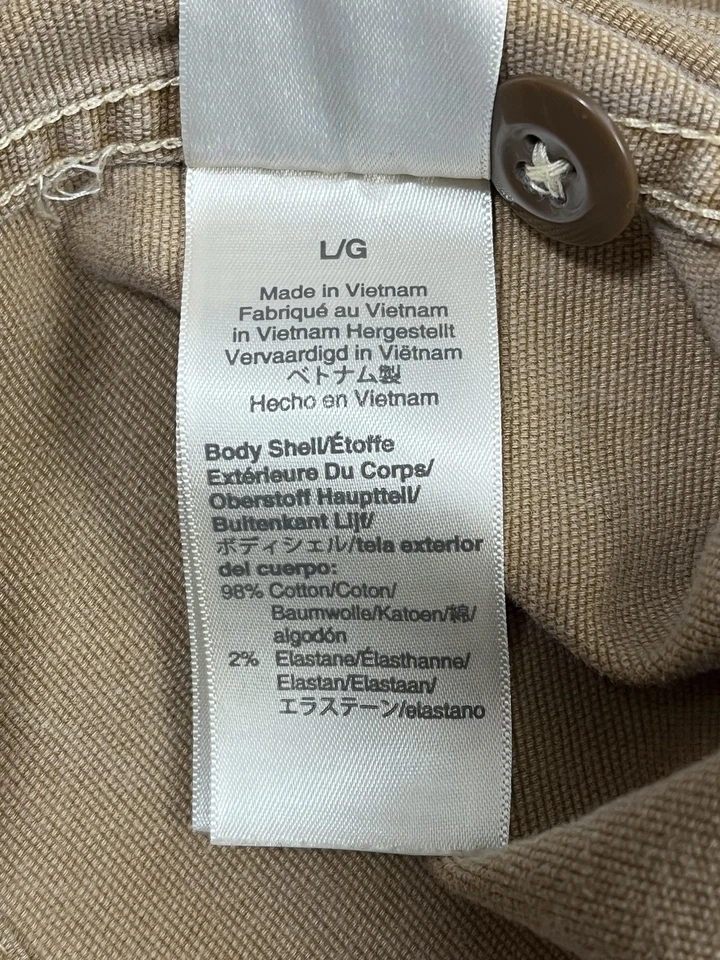 L/G
Made in Vietnam
Fabriqué au Vietnam
in Vietnam Hergestellt
Vervaardigd in Viëtnam
ベトナム製
Hecho en Vietnam
Body Shell/Étoffe
Extérieure Du Corps/
Oberstoff Hauptteil/
Buitenkant Lijf/
ボディシェル/tela exterior
del cuerpo:
98% Cotton/Coton/
Baumwolle/Katoen/綿/
algodón
2% Elastane/Élasthanne/
Elastan/Elastaan/
エラステーン/elastano